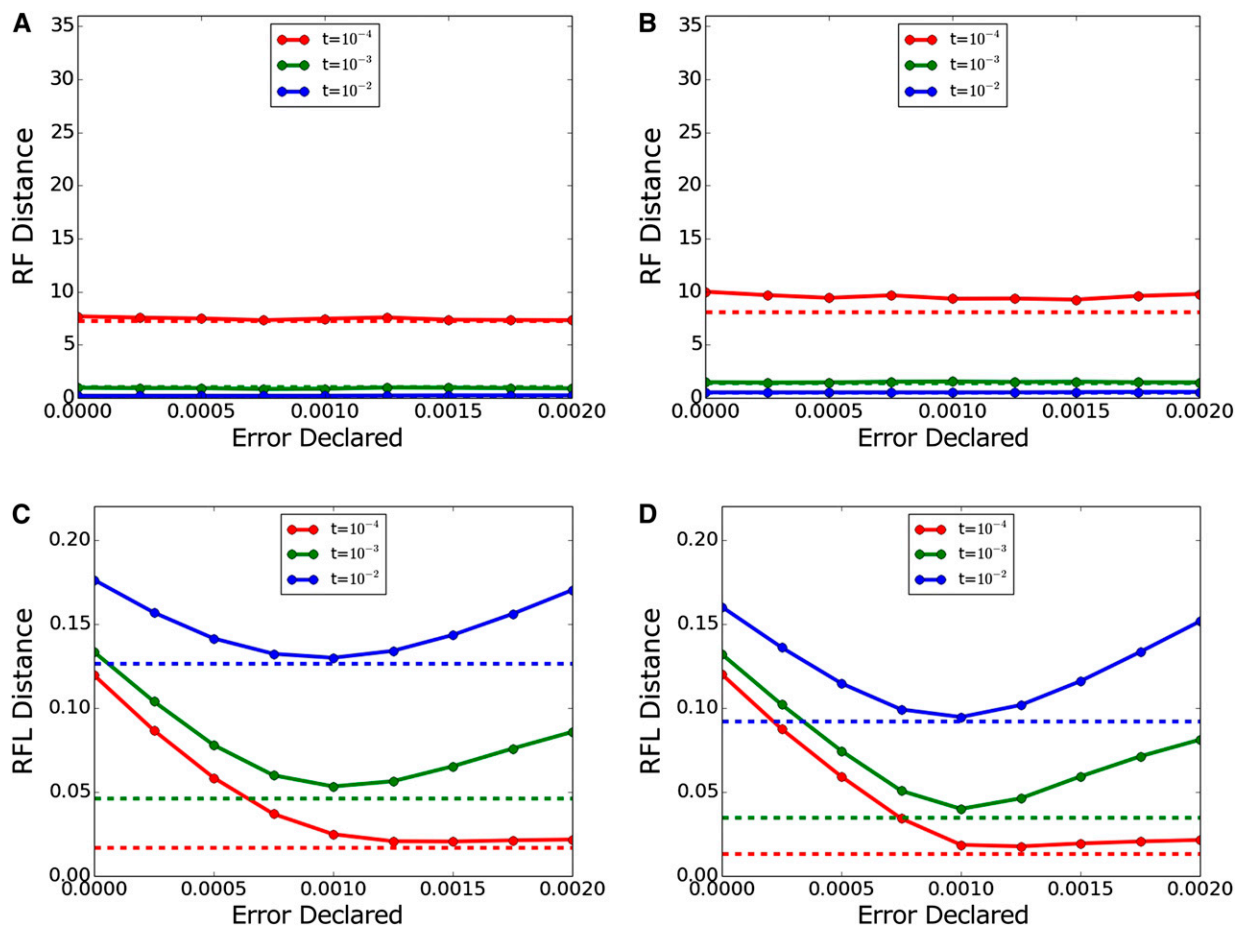 A
35
30
25
20
15
10
5
0
RF Distance
t=10⁻⁴
t=10⁻³
t=10⁻²
0.0000 0.0005 0.0010 0.0015 0.0020
Error Declared
B
35
30
25
20
15
10
5
0
RF Distance
t=10⁻⁴
t=10⁻³
t=10⁻²
0.0000 0.0005 0.0010 0.0015 0.0020
Error Declared
C
0.20
0.15
0.10
0.05
0.00
RFL Distance
t=10⁻⁴
t=10⁻³
t=10⁻²
0.0000 0.0005 0.0010 0.0015 0.0020
Error Declared
D
0.20
0.15
0.10
0.05
0.00
RFL Distance
t=10⁻⁴
t=10⁻³
t=10⁻²
0.0000 0.0005 0.0010 0.0015 0.0020
Error Declared